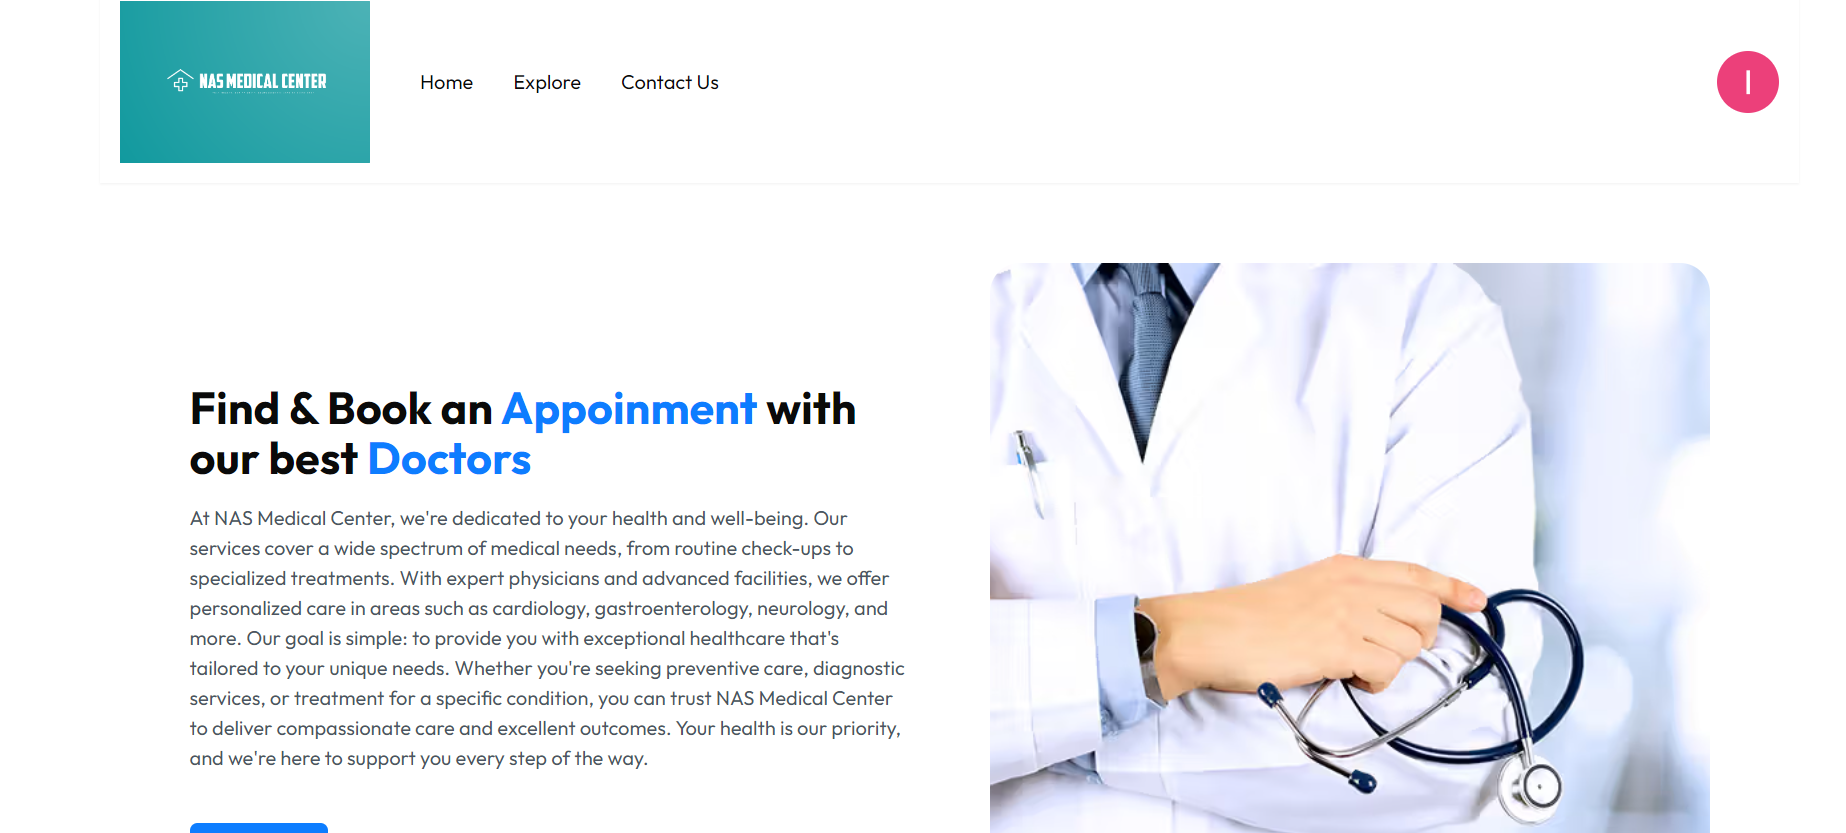 NAS MEDICAL CENTER
Home
Explore
Contact Us
I
Find & Book an Appoinment with
our best Doctors
At NAS Medical Center, we're dedicated to your health and well-being. Our
services cover a wide spectrum of medical needs, from routine check-ups to
specialized treatments. With expert physicians and advanced facilities, we offer
personalized care in areas such as cardiology, gastroenterology, neurology, and
more. Our goal is simple: to provide you with exceptional healthcare that's
tailored to your unique needs. Whether you're seeking preventive care, diagnostic
services, or treatment for a specific condition, you can trust NAS Medical Center
to deliver compassionate care and excellent outcomes. Your health is our priority,
and we're here to support you every step of the way.